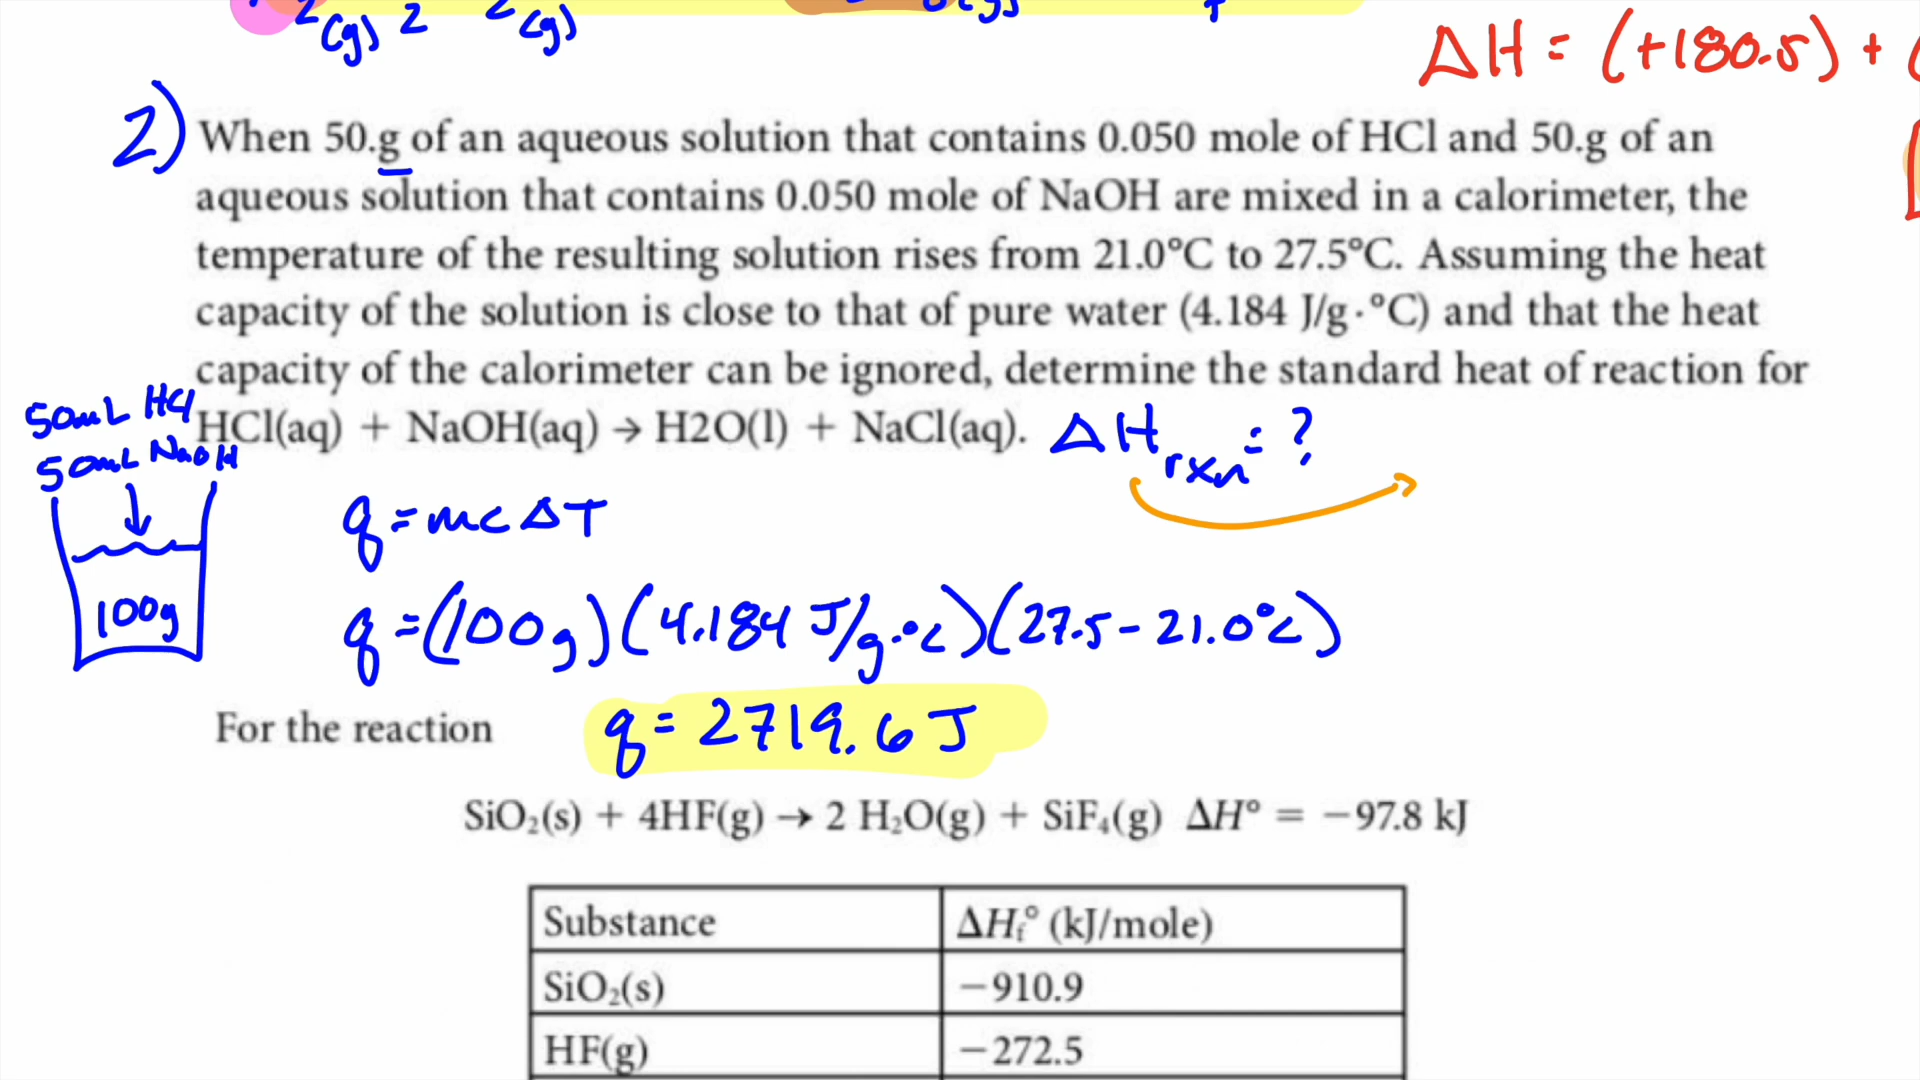 2(g) 2 2(g)
ΔH = (+180.5) +
2) When 50.g of an aqueous solution that contains 0.050 mole of HCl and 50.g of an
aqueous solution that contains 0.050 mole of NaOH are mixed in a calorimeter, the
temperature of the resulting solution rises from 21.0°C to 27.5°C. Assuming the heat
capacity of the solution is close to that of pure water (4.184 J/g·°C) and that the heat
capacity of the calorimeter can be ignored, determine the standard heat of reaction for
HCl(aq) + NaOH(aq) → H2O(l) + NaCl(aq). ΔHrxn = ?
50mL HCl
50mL NaOH
100g
q = mcΔT
q = (100g)(4.184 J/g·°C)(27.5 - 21.0°C)
For the reaction q = 2719.6 J
SiO₂(s) + 4HF(g) → 2 H₂O(g) + SiF₄(g) ΔH° = −97.8 kJ
Substance ΔHf° (kJ/mole)
SiO₂(s) −910.9
HF(g) −272.5